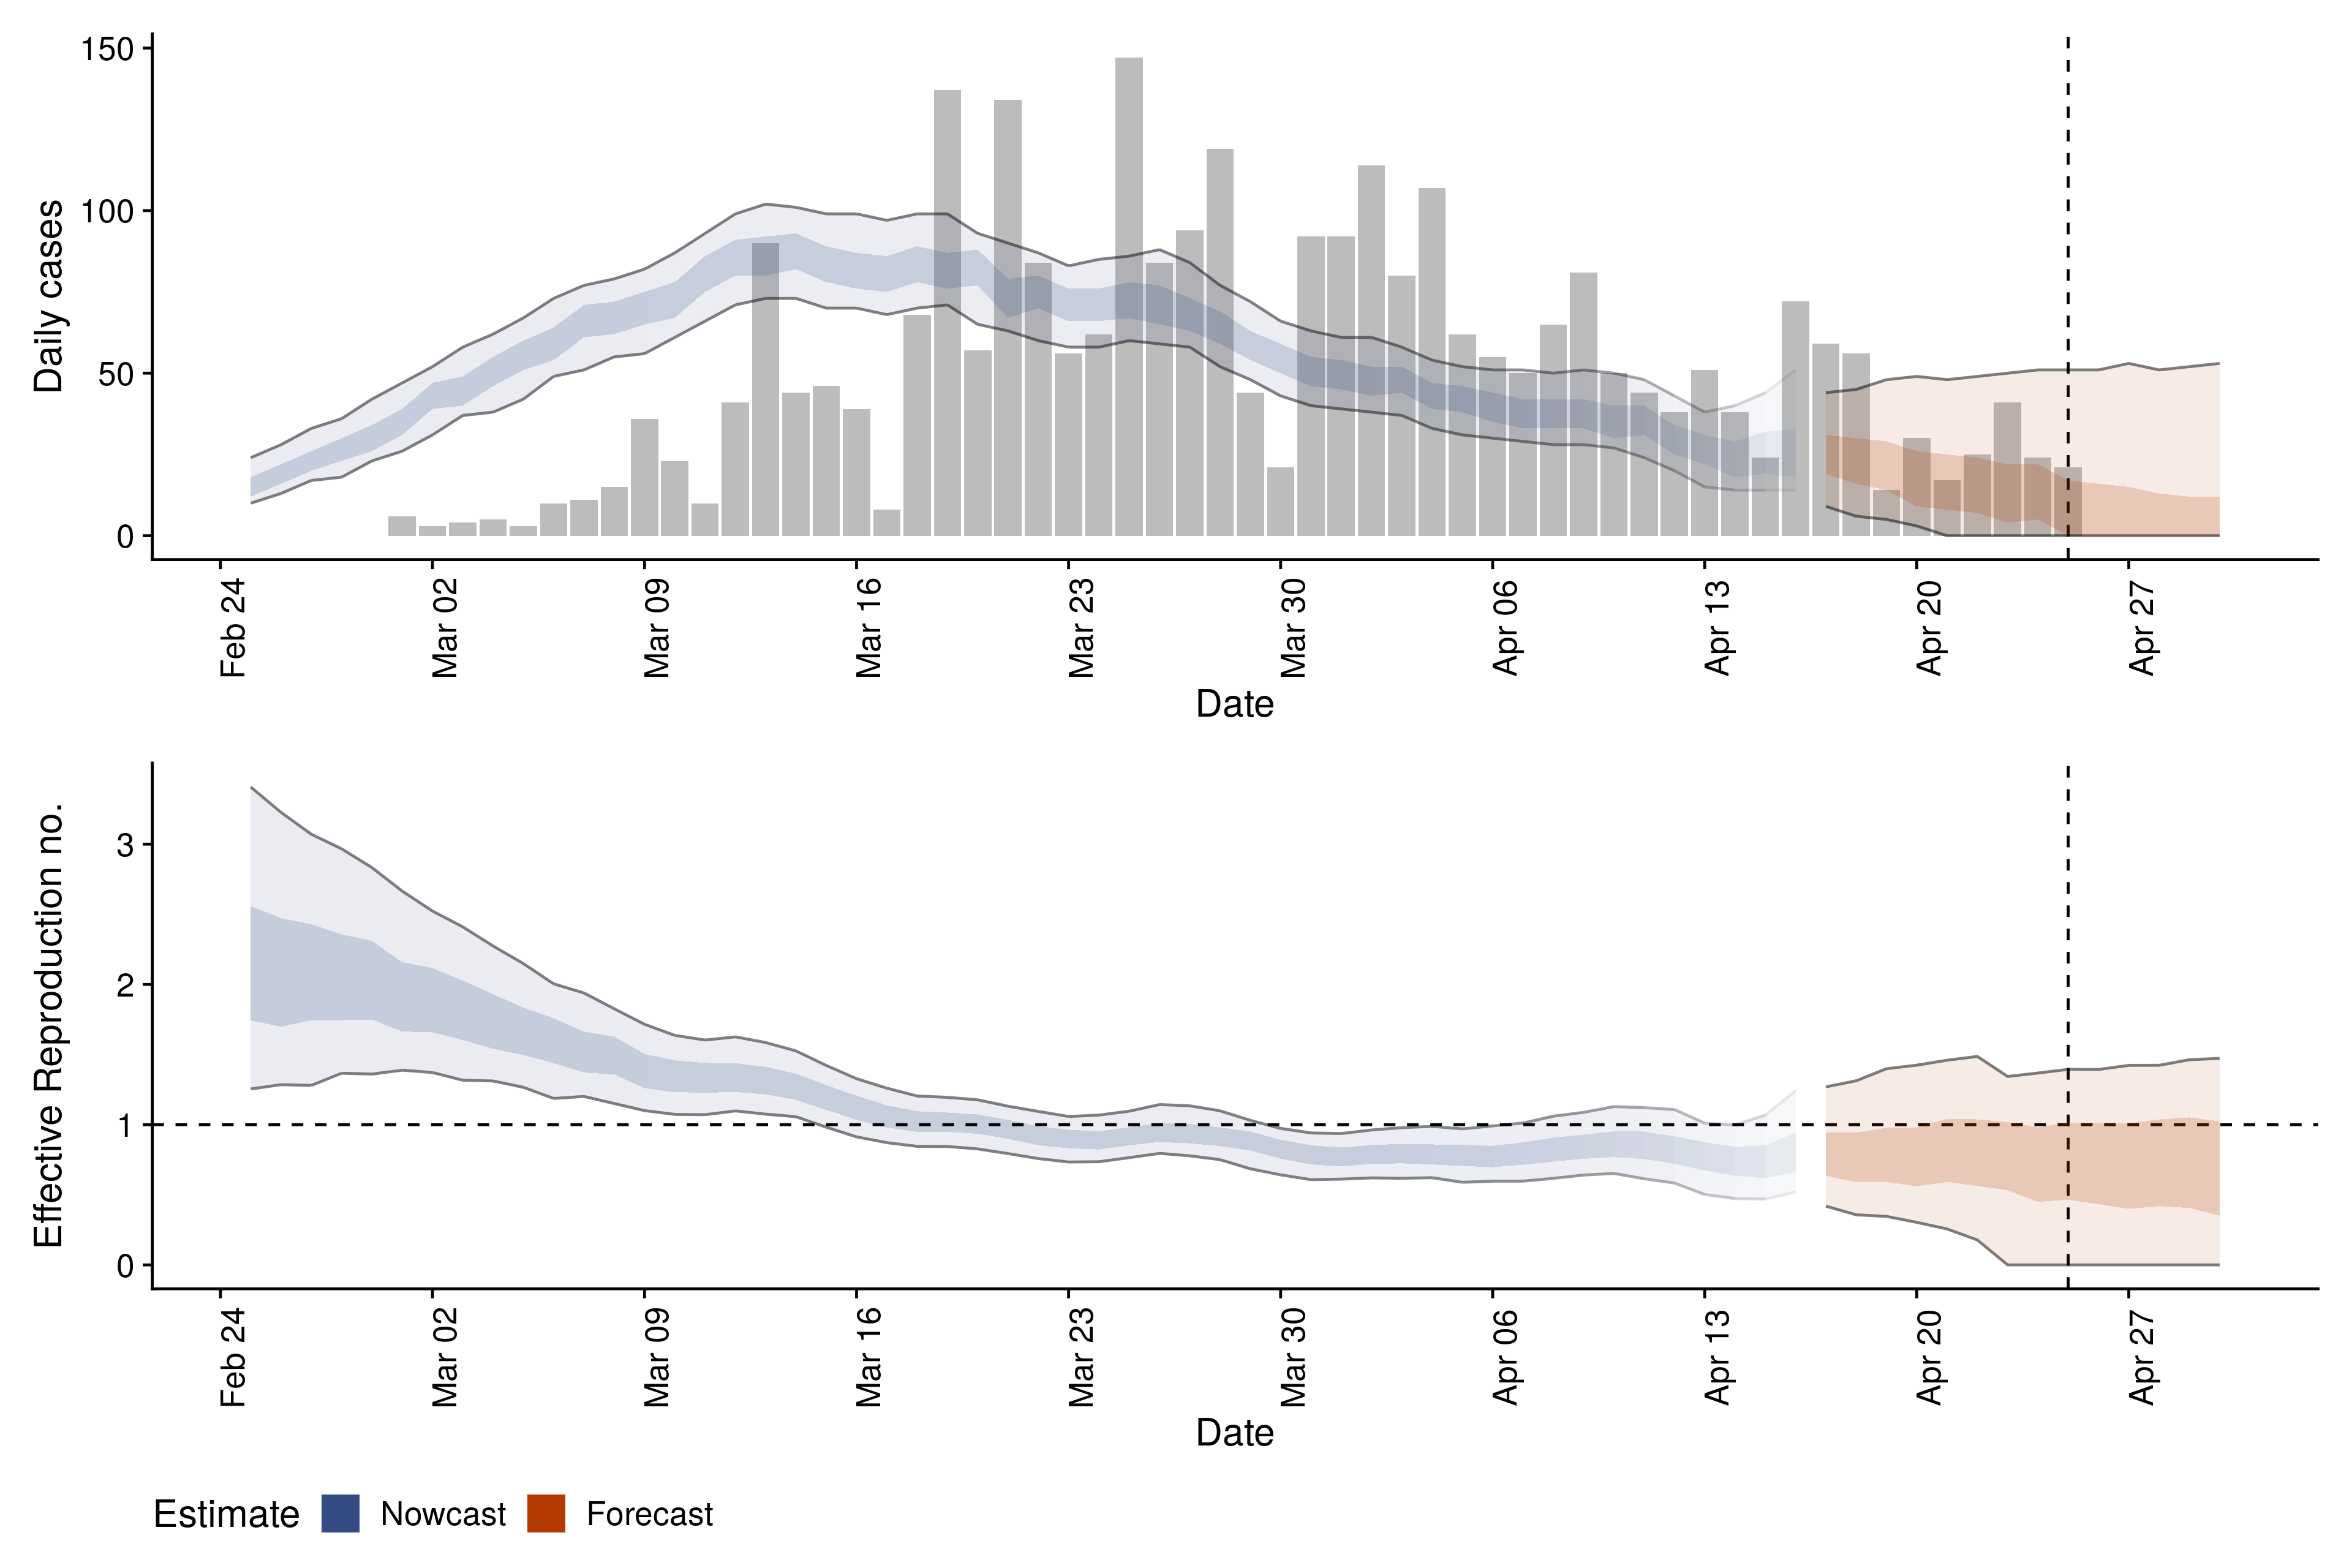 Daily cases
150
100
50
0
Feb 24
Mar 02
Mar 09
Mar 16
Mar 23
Mar 30
Apr 06
Apr 13
Apr 20
Apr 27
Date
Effective Reproduction no.
3
2
1
0
Feb 24
Mar 02
Mar 09
Mar 16
Mar 23
Mar 30
Apr 06
Apr 13
Apr 20
Apr 27
Date
Estimate Nowcast Forecast